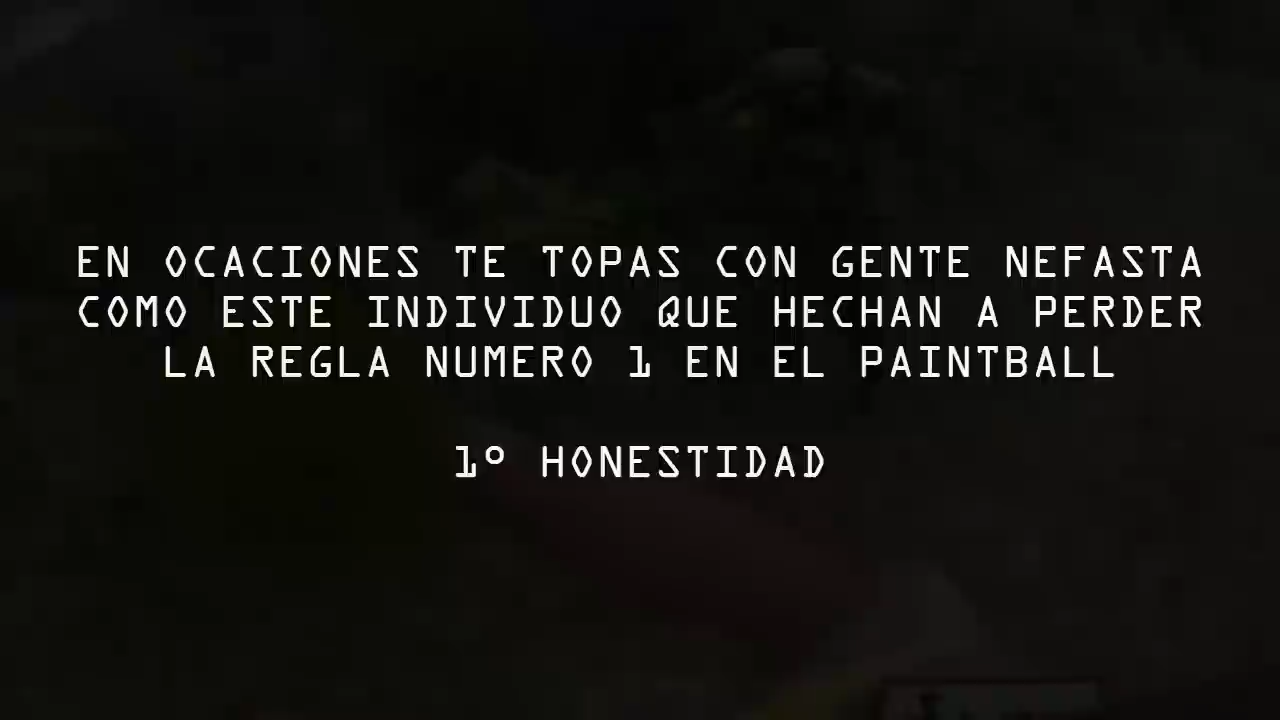 EN OCACIONES TE TOPAS CON GENTE NEFASTA
COMO ESTE INDIVIDUO QUE HECHAN A PERDER
LA REGLA NUMERO 1 EN EL PAINTBALL
1º HONESTIDAD